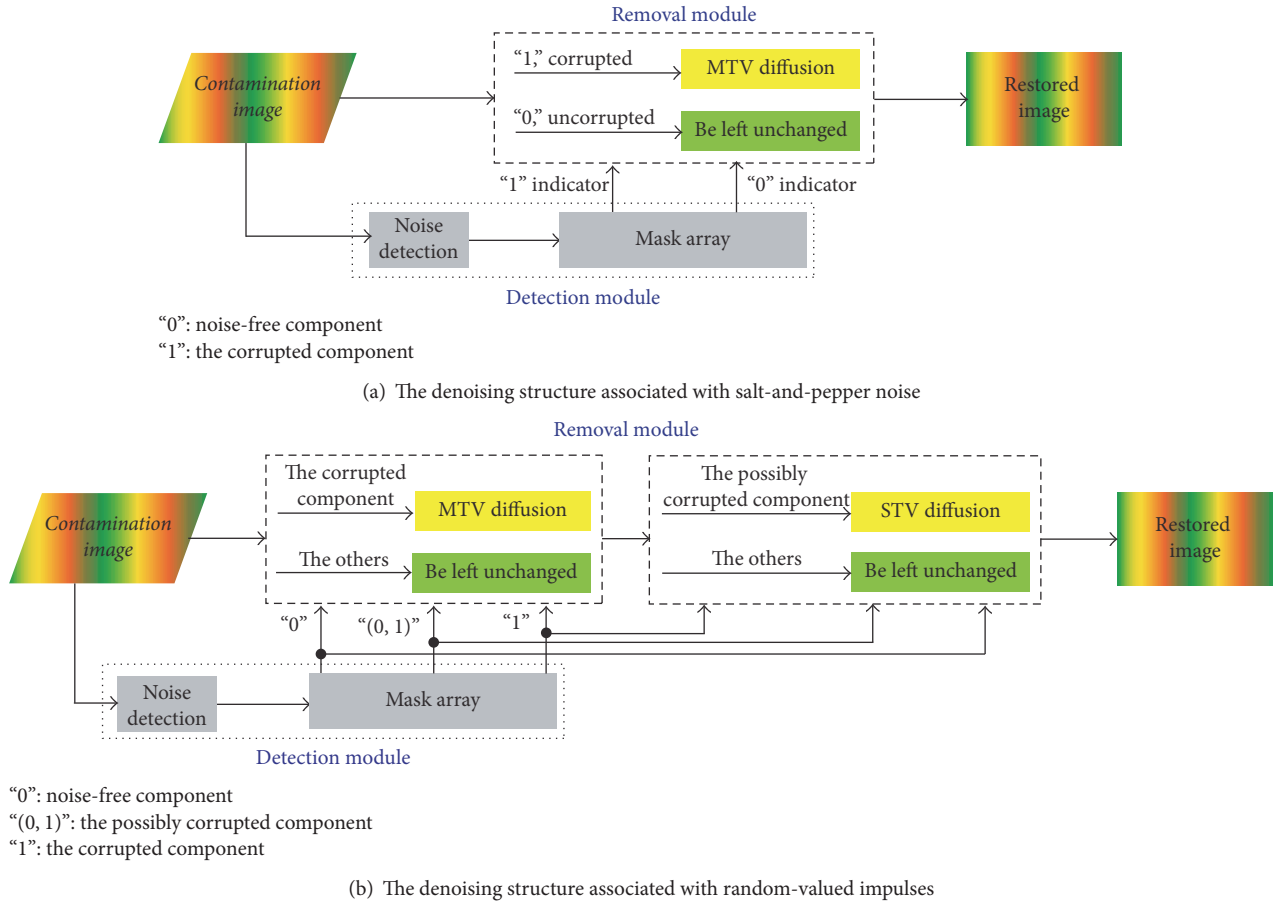 Removal module
Contamination
image
“1,” corrupted
MTV diffusion
“0,” uncorrupted
Be left unchanged
Restored
image
“1” indicator
“0” indicator
Noise
detection
Mask array
Detection module
“0”: noise-free component
“1”: the corrupted component
(a) The denoising structure associated with salt-and-pepper noise
Removal module
Contamination
image
The corrupted
component
MTV diffusion
The others
Be left unchanged
The possibly
corrupted component
STV diffusion
The others
Be left unchanged
Restored
image
“0”
“(0, 1)”
“1”
Noise
detection
Mask array
Detection module
“0”: noise-free component
“(0, 1)”: the possibly corrupted component
“1”: the corrupted component
(b) The denoising structure associated with random-valued impulses